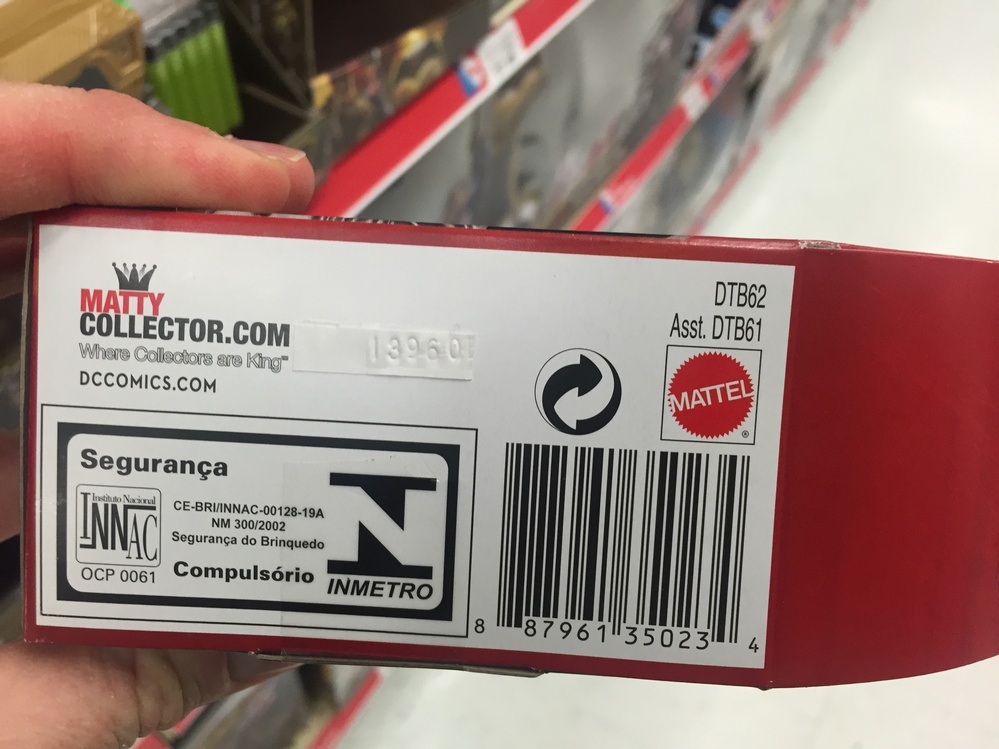 MATTY
COLLECTOR.COM
Where Collectors are King™
DCCOMICS.COM
13960
DTB62
Asst. DTB61
MATTEL
®
Segurança
Instituto Nacional
INNAC
OCP 0061
CE-BRI/INNAC-00128-19A
NM 300/2002
Segurança do Brinquedo
Compulsório
INMETRO
8 87961 35023 4